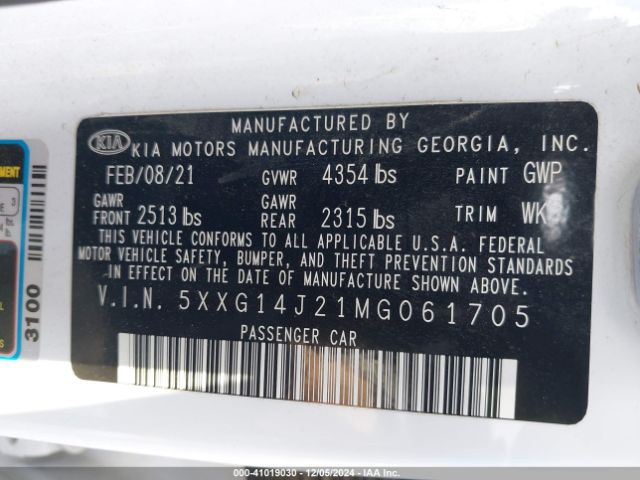 MANUFACTURED BY
KIA KIA MOTORS MANUFACTURING GEORGIA, INC.
FEB/08/21 GVWR 4354 lbs PAINT GWP
GAWR FRONT 2513 lbs GAWR REAR 2315 lbs TRIM
THIS VEHICLE CONFORMS TO ALL APPLICABLE U.S.A. FEDERAL
MOTOR VEHICLE SAFETY, BUMPER, AND THEFT PREVENTION STANDARDS
IN EFFECT ON THE DATE OF MANUFACTURE SHOWN ABOVE.
V.I.N. 5XXG14J21MG061705
PASSENGER CAR
3100
000-41019030 - 12/05/2024 - IAA Inc.